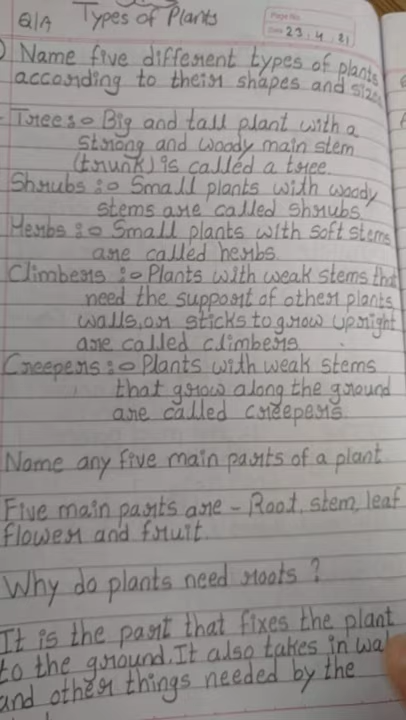 Q/A Types of Plants
Page No.
Date 23.4.21
Name five different types of plants
according to their shapes and size
Trees:- Big and tall plant with a
strong and woody main stem
(trunk) is called a tree.
Shrubs:- Small plants with woody
stems are called shrubs.
Herbs:- Small plants with soft stems
are called herbs.
Climbers:- Plants with weak stems that
need the support of other plants,
walls, or sticks to grow upright
are called climbers.
Creepers:- Plants with weak stems
that grow along the ground
are called creepers.
Name any five main parts of a plant
Five main parts are - Root, stem, leaf
flower and fruit.
Why do plants need roots?
It is the part that fixes the plant
to the ground. It also takes in wa
and other things needed by the